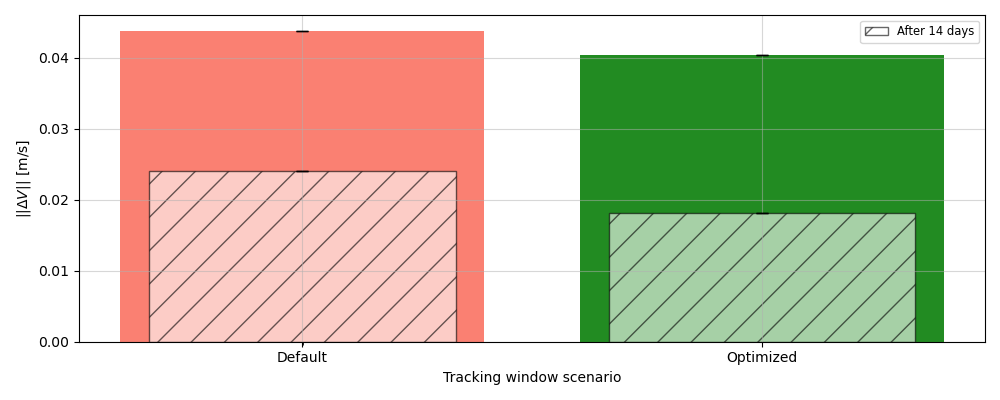 After 14 days
0.04
0.03
0.02
0.01
0.00
||ΔV|| [m/s]
Default
Optimized
Tracking window scenario